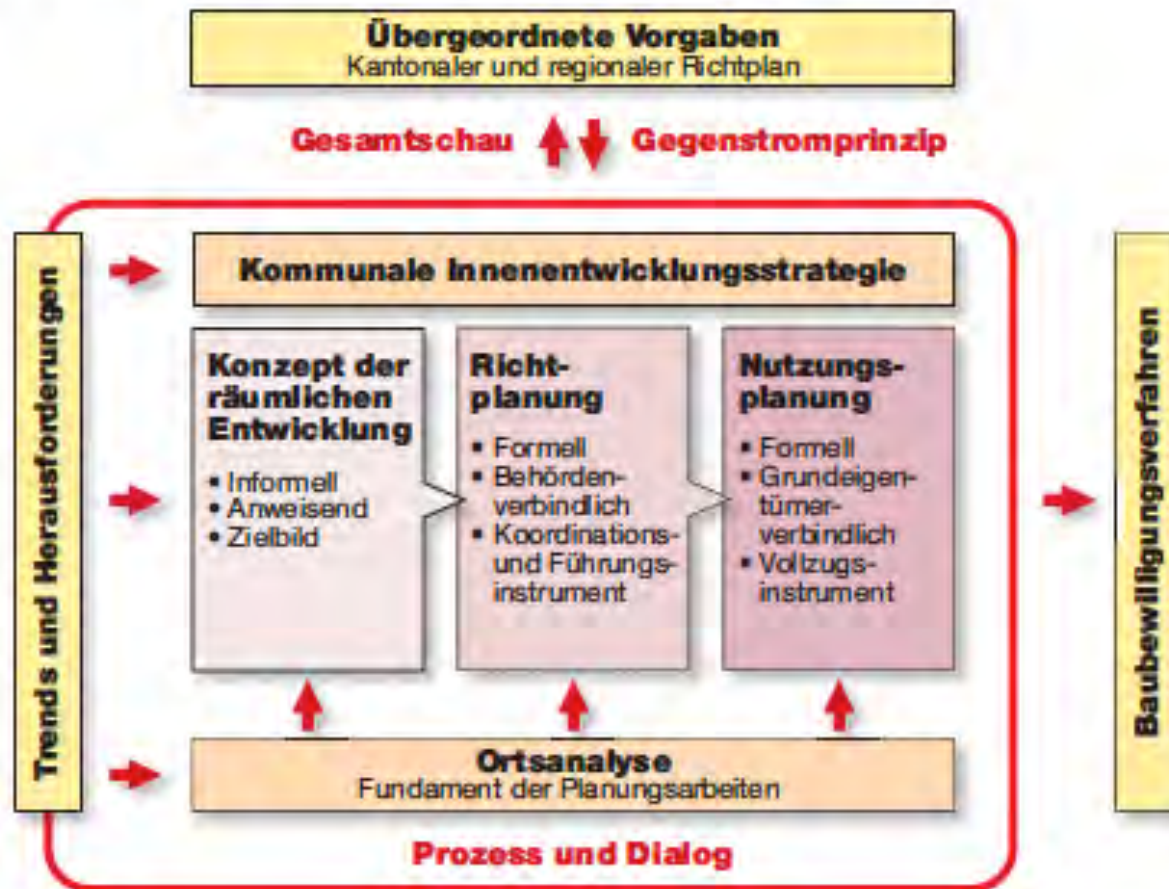 Übergeordnete Vorgaben
Kantonaler und regionaler Richtplan
Gesamtschau
Gegenstromprinzip
Trends und Herausforderungen
Kommunale Innenentwicklungsstrategie
Konzept der
räumlichen
Entwicklung
▪ Informell
▪ Anweisend
▪ Zielbild
Richt-
planung
▪ Formell
▪ Behörden-
verbindlich
▪ Koordinations-
und Führungs-
instrument
Nutzungs-
planung
▪ Formell
▪ Grundeigen-
tümer-
verbindlich
▪ Vollzugs-
instrument
Ortsanalyse
Fundament der Planungsarbeiten
Prozess und Dialog
Baubewilligungsverfahren